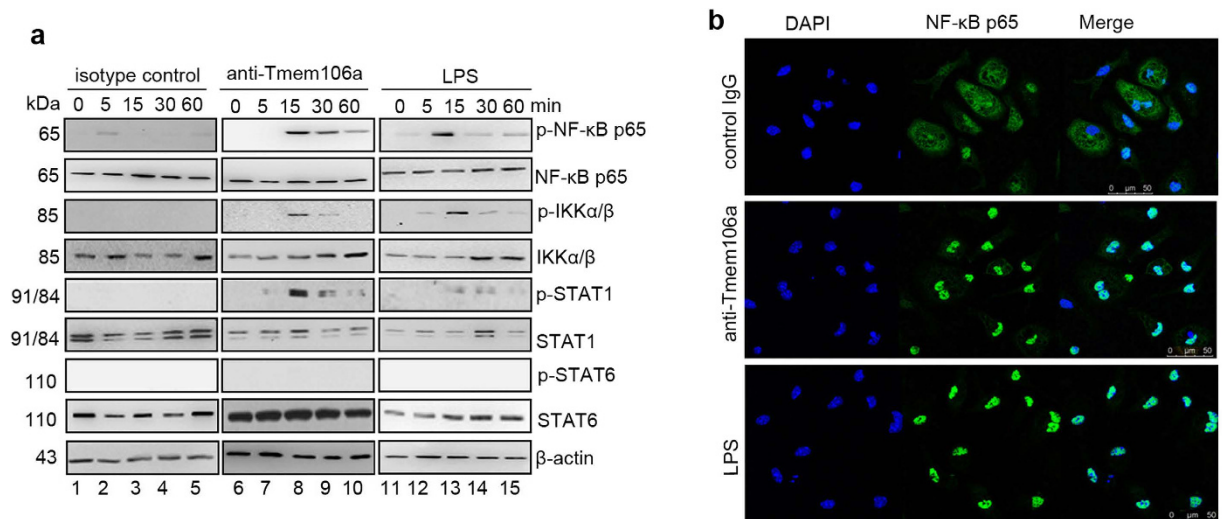 a
isotype control anti-Tmem106a LPS
kDa 0 5 15 30 60 0 5 15 30 60 0 5 15 30 60 min
65 p-NF-κB p65
65 NF-κB p65
85 p-IKKα/β
85 IKKα/β
91/84 p-STAT1
91/84 STAT1
110 p-STAT6
110 STAT6
43 β-actin
1 2 3 4 5 6 7 8 9 10 11 12 13 14 15
b
DAPI NF-κB p65 Merge
control IgG
0 µm 50
anti-Tmem106a
0 µm 50
LPS
0 µm 50